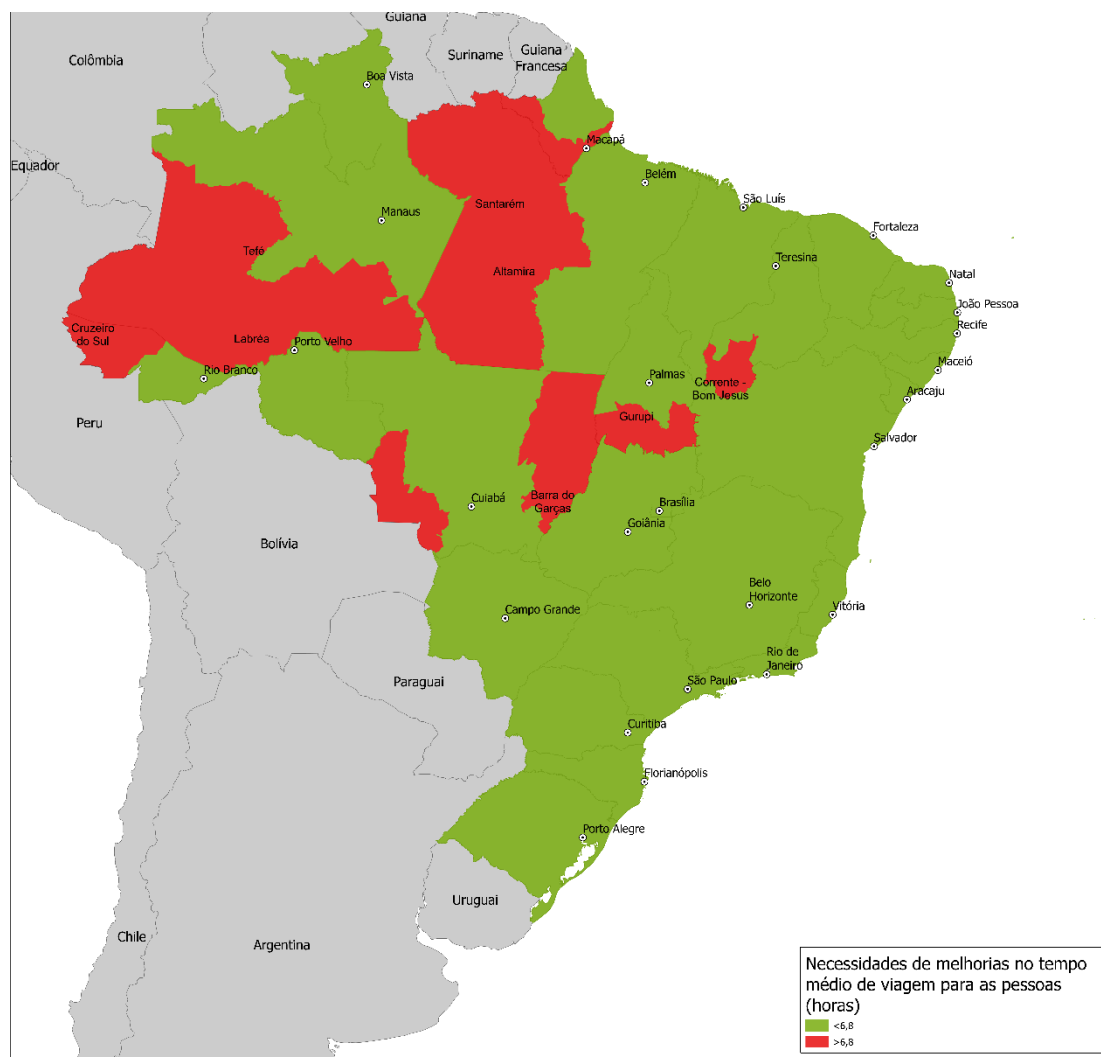 Guiana
Suriname
Guiana
Francesa
Colômbia
Boa Vista
Macapá
Equador
Belém
São Luís
Santarém
Manaus
Fortaleza
Tefé
Teresina
Altamira
Natal
João Pessoa
Cruzeiro
do Sul
Labréa
Porto Velho
Recife
Maceió
Rio Branco
Palmas
Corrente -
Bom Jesus
Aracaju
Peru
Gurupi
Salvador
Cuiabá
Barra do
Garças
Brasília
Goiânia
Bolívia
Belo
Horizonte
Campo Grande
Vitória
Rio de
Janeiro
Paraguai
São Paulo
Curitiba
Florianópolis
Porto Alegre
Uruguai
Chile
Argentina
Necessidades de melhorias no tempo
médio de viagem para as pessoas
(horas)
<6,8
>6,8